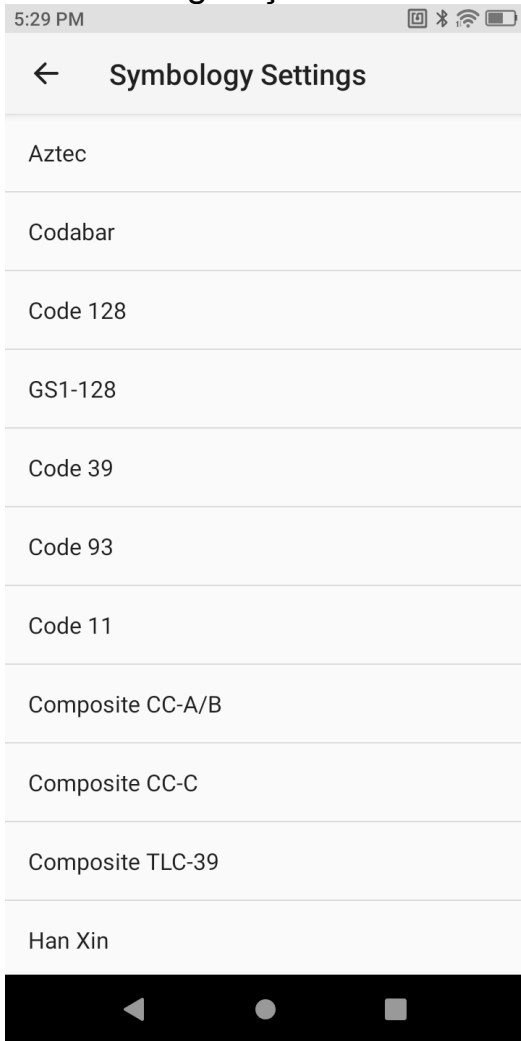 5:29 PM
Symbology Settings
Aztec
Codabar
Code 128
GS1-128
Code 39
Code 93
Code 11
Composite CC-A/B
Composite CC-C
Composite TLC-39
Han Xin